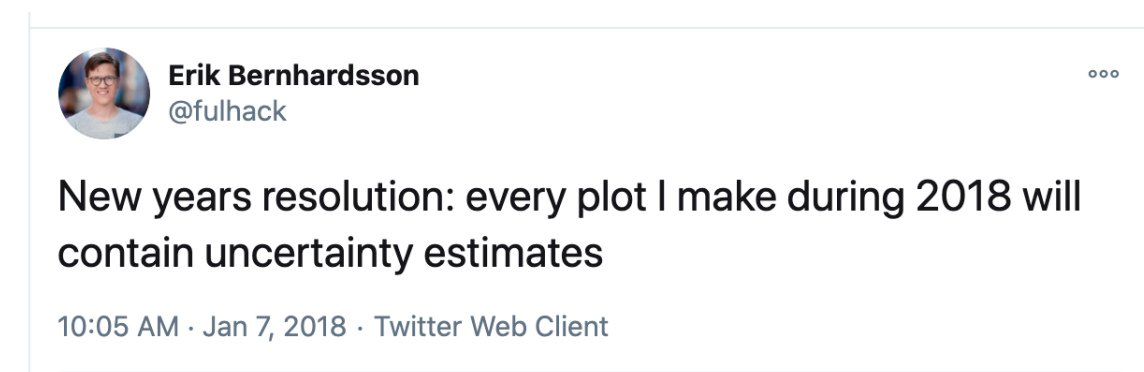 Erik Bernhardsson
@fulhack
New years resolution: every plot I make during 2018 will
contain uncertainty estimates
10:05 AM · Jan 7, 2018 · Twitter Web Client